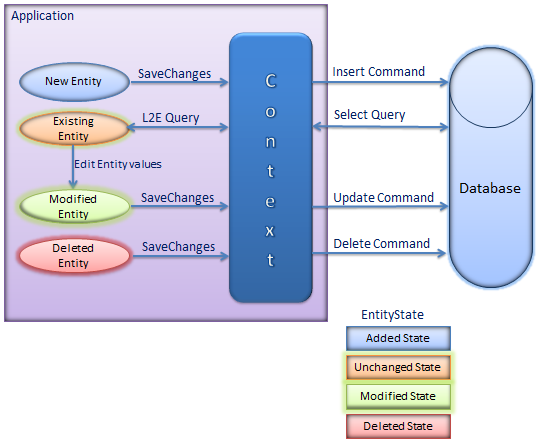 Application
New Entity
SaveChanges
Insert Command
Existing
Entity
L2E Query
Select Query
Edit Entity values
Modified
Entity
SaveChanges
Update Command
Deleted
Entity
SaveChanges
Delete Command
C
o
n
t
e
x
t
Database
EntityState
Added State
Unchanged State
Modified State
Deleted State